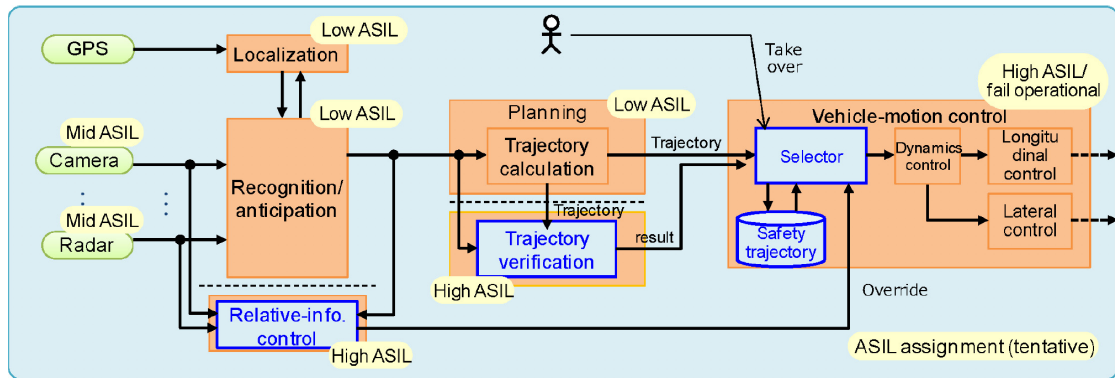 GPS
Localization
Low ASIL
Take
over
High ASIL/
fail operational
Mid ASIL
Camera
Low ASIL
Recognition/
anticipation
Mid ASIL
Radar
Planning
Low ASIL
Trajectory
calculation
Trajectory
Trajectory
Trajectory
verification
result
High ASIL
Vehicle-motion control
Selector
Dynamics
control
Longitu
dinal
control
Lateral
control
Safety
trajectory
Relative-info.
control
High ASIL
Override
ASIL assignment (tentative)